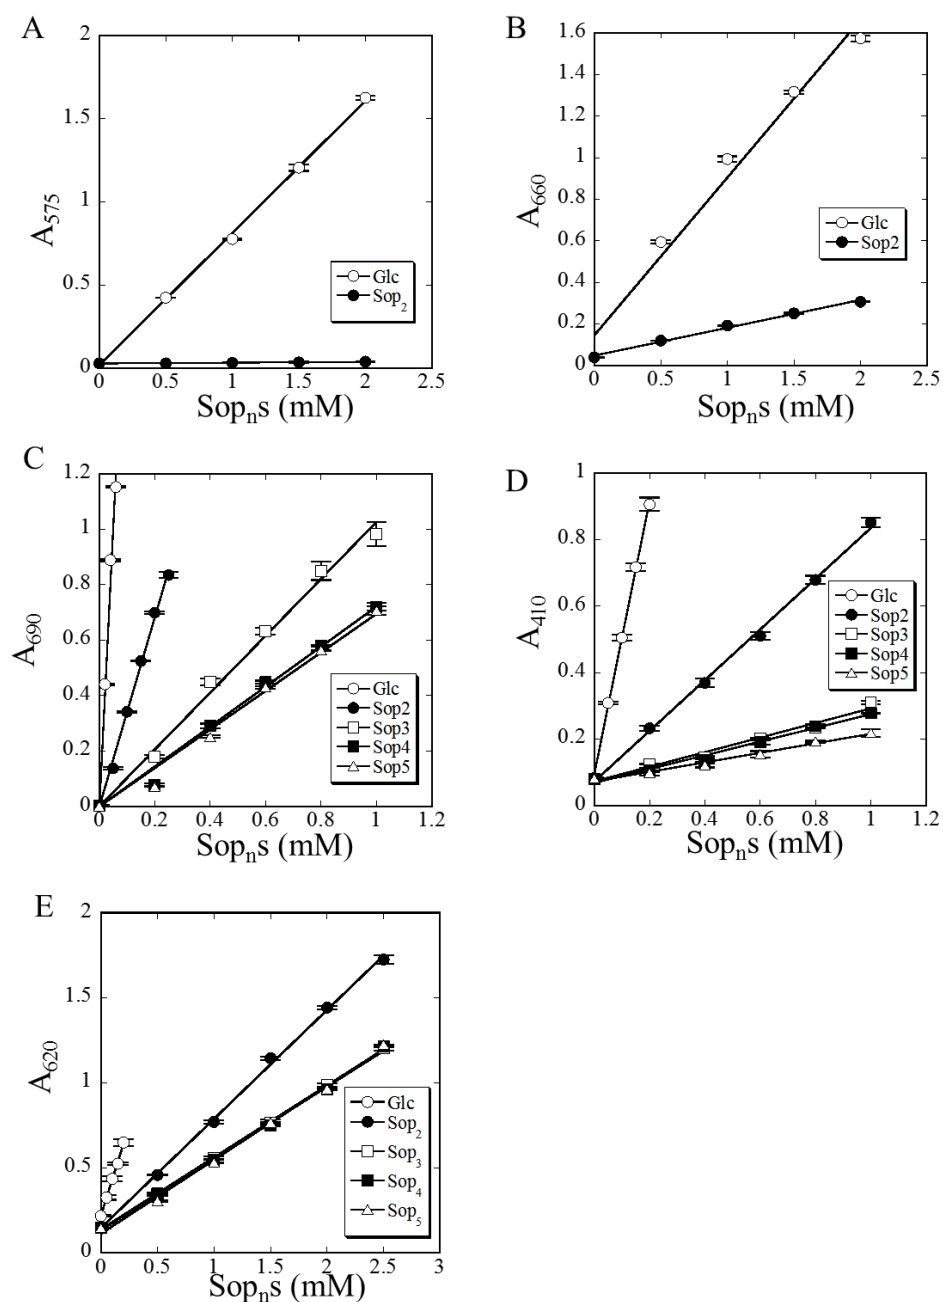 A
2
1.5
1
0.5
0
A575
Glc
Sop2
0 0.5 1 1.5 2 2.5
Sopns (mM)
B
1.6
1.4
1.2
1
0.8
0.6
0.4
0.2
0
A660
Glc
Sop2
0 0.5 1 1.5 2 2.5
Sopns (mM)
C
1.2
1
0.8
0.6
0.4
0.2
0
A690
Glc
Sop2
Sop3
Sop4
Sop5
0 0.2 0.4 0.6 0.8 1 1.2
Sopns (mM)
D
1
0.8
0.6
0.4
0.2
0
A410
Glc
Sop2
Sop3
Sop4
Sop5
0 0.2 0.4 0.6 0.8 1 1.2
Sopns (mM)
E
2
1.5
1
0.5
0
A620
Glc
Sop2
Sop3
Sop4
Sop5
0 0.5 1 1.5 2 2.5 3
Sopns (mM)